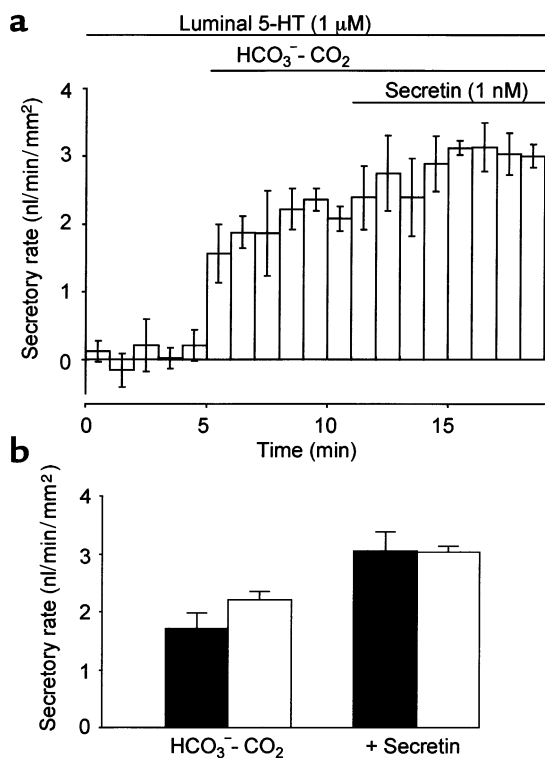 a
Luminal 5-HT (1 μM)
HCO₃⁻- CO₂
Secretin (1 nM)
Secretory rate (nl/min/mm²)
4
3
2
1
0
0
5
10
15
Time (min)
b
Secretory rate (nl/min/mm²)
4
3
2
1
0
HCO₃⁻- CO₂
+ Secretin